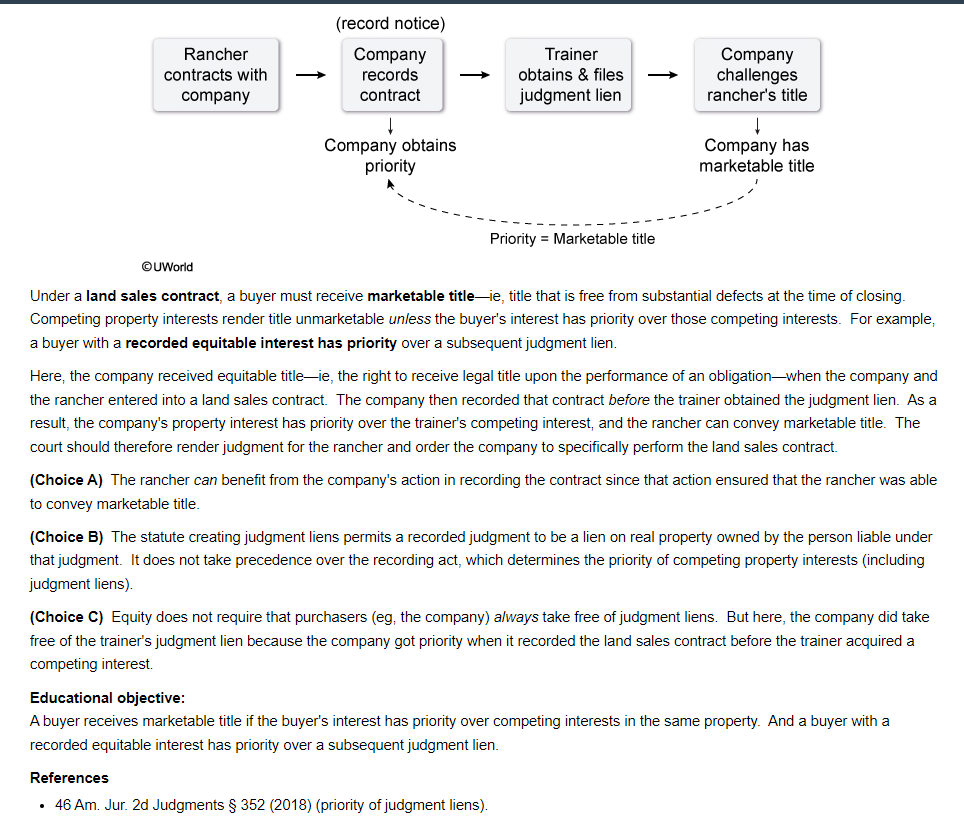 (record notice)
Rancher
contracts with
company
Company
records
contract
Trainer
obtains & files
judgment lien
Company
challenges
rancher's title
Company obtains
priority
Company has
marketable title
Priority = Marketable title
©UWorld
Under a land sales contract, a buyer must receive marketable title—ie, title that is free from substantial defects at the time of closing.
Competing property interests render title unmarketable unless the buyer's interest has priority over those competing interests. For example,
a buyer with a recorded equitable interest has priority over a subsequent judgment lien.
Here, the company received equitable title—ie, the right to receive legal title upon the performance of an obligation—when the company and
the rancher entered into a land sales contract. The company then recorded that contract before the trainer obtained the judgment lien. As a
result, the company's property interest has priority over the trainer's competing interest, and the rancher can convey marketable title. The
court should therefore render judgment for the rancher and order the company to specifically perform the land sales contract.
(Choice A) The rancher can benefit from the company's action in recording the contract since that action ensured that the rancher was able
to convey marketable title.
(Choice B) The statute creating judgment liens permits a recorded judgment to be a lien on real property owned by the person liable under
that judgment. It does not take precedence over the recording act, which determines the priority of competing property interests (including
judgment liens).
(Choice C) Equity does not require that purchasers (eg, the company) always take free of judgment liens. But here, the company did take
free of the trainer's judgment lien because the company got priority when it recorded the land sales contract before the trainer acquired a
competing interest.
Educational objective:
A buyer receives marketable title if the buyer's interest has priority over competing interests in the same property. And a buyer with a
recorded equitable interest has priority over a subsequent judgment lien.
References
• 46 Am. Jur. 2d Judgments § 352 (2018) (priority of judgment liens).